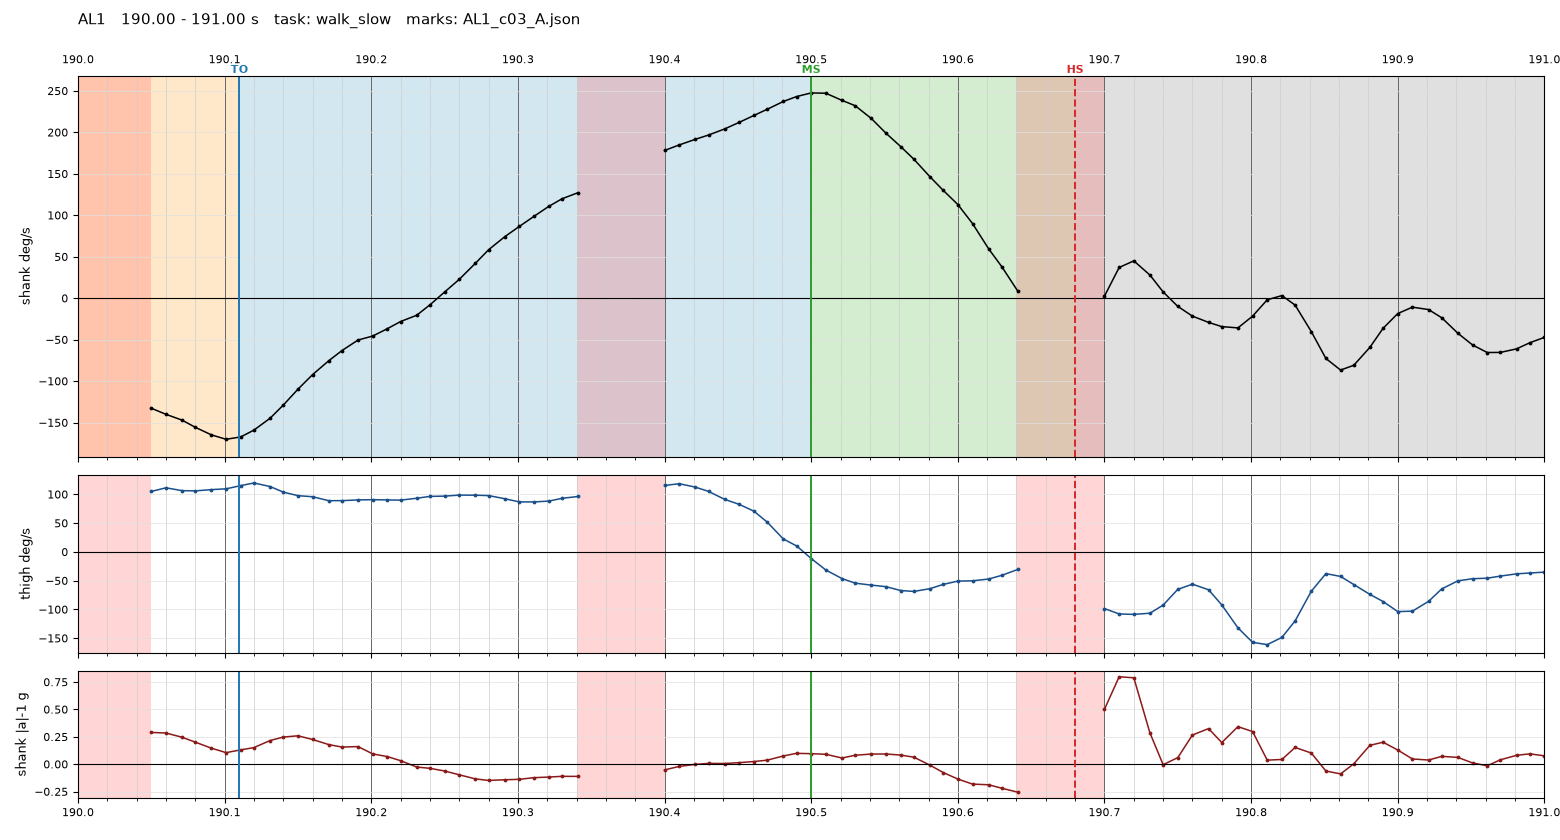 AL1   190.00 - 191.00 s   task: walk_slow   marks: AL1_c03_A.json
190.0 190.1 190.2 190.3 190.4 190.5 190.6 190.7 190.8 190.9 191.0
TO MS HS
250
200
150
100
50
0
−50
−100
−150
shank deg/s
100
50
0
−50
−100
−150
thigh deg/s
0.75
0.50
0.25
0.00
−0.25
shank |a|-1 g
190.0 190.1 190.2 190.3 190.4 190.5 190.6 190.7 190.8 190.9 191.0